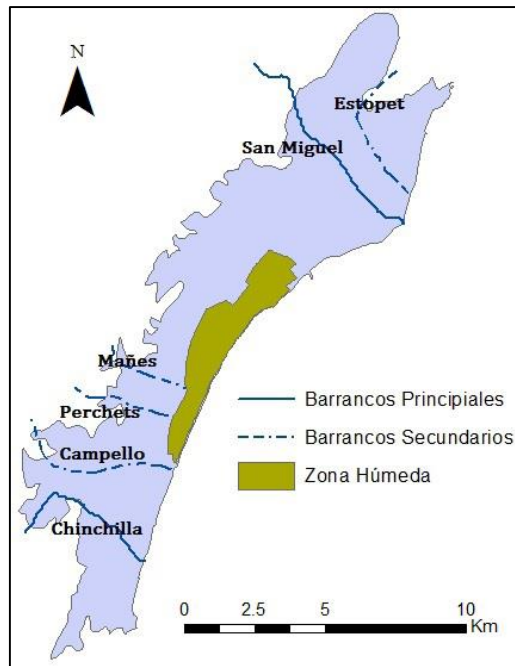 N
Estopet
San Miguel
Mañes
Perchets
Campello
Chinchilla
Barrancos Principiales
Barrancos Secundarios
Zona Húmeda
0 2.5 5 10
Km